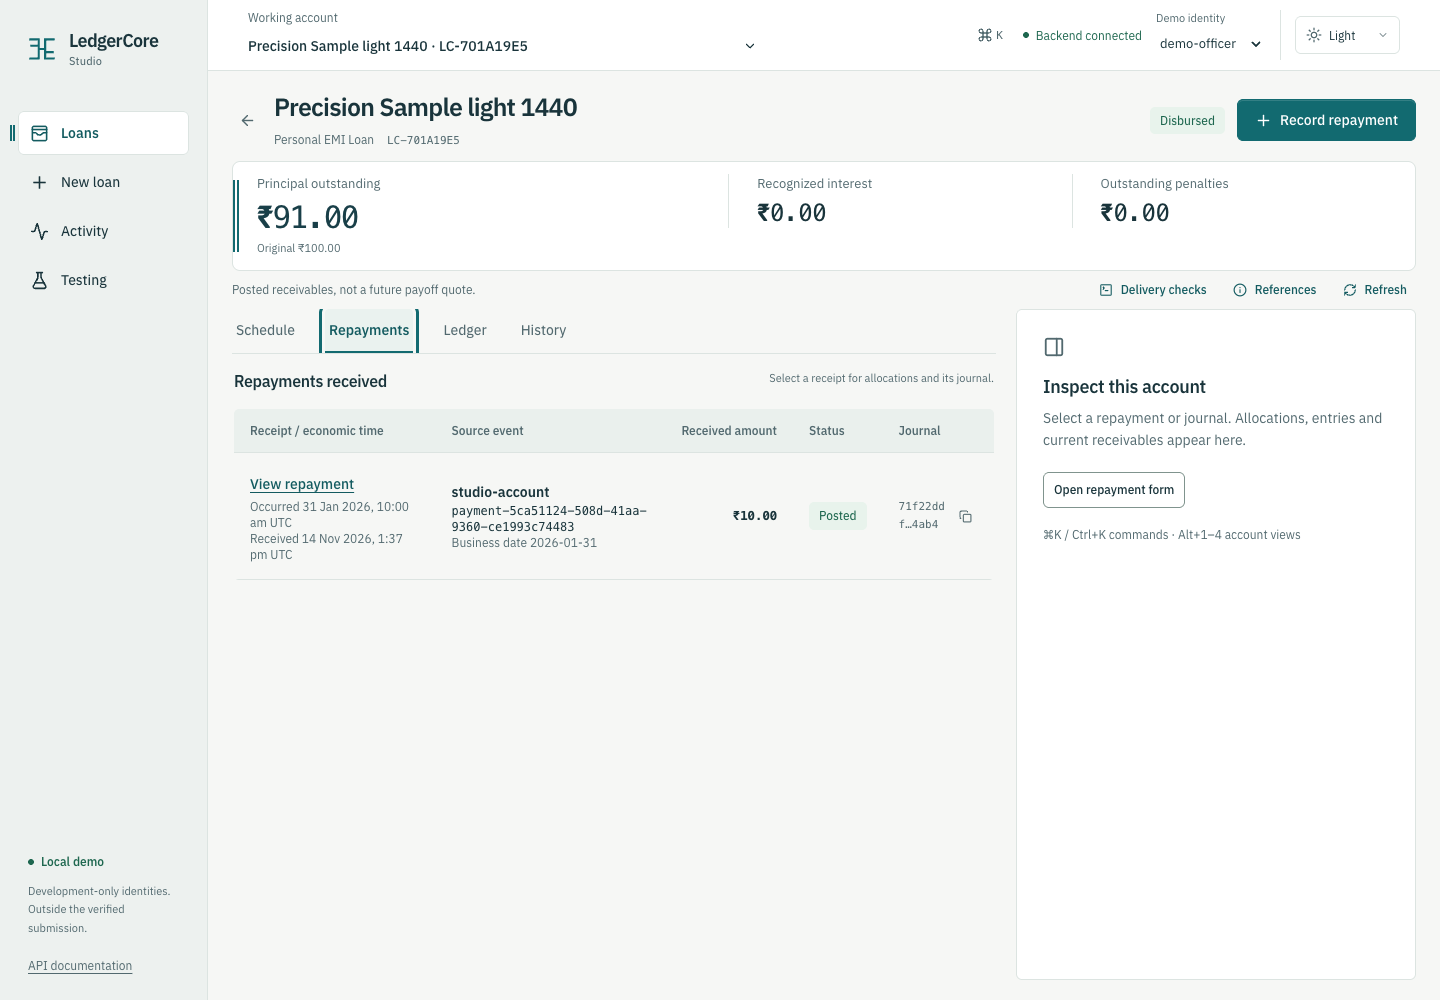 LedgerCore
Studio
Loans
New loan
Activity
Testing
Local demo
Development-only identities.
Outside the verified
submission.
API documentation
Working account
Precision Sample light 1440 · LC-701A19E5
⌘ K
Backend connected
Demo identity
demo-officer
Light
Precision Sample light 1440
Personal EMI Loan LC-701A19E5
Disbursed
Record repayment
Principal outstanding
₹91.00
Original ₹100.00
Recognized interest
₹0.00
Outstanding penalties
₹0.00
Posted receivables, not a future payoff quote.
Delivery checks
References
Refresh
Schedule
Repayments
Ledger
History
Repayments received
Select a receipt for allocations and its journal.
Receipt / economic time
Source event
Received amount
Status
Journal
View repayment
Occurred 31 Jan 2026, 10:00
am UTC
Received 14 Nov 2026, 1:37
pm UTC
studio-account
payment-5ca51124-508d-41aa-
9360-ce1993c74483
Business date 2026-01-31
₹10.00
Posted
71f22dd
f…4ab4
Inspect this account
Select a repayment or journal. Allocations, entries and
current receivables appear here.
Open repayment form
⌘K / Ctrl+K commands · Alt+1–4 account views